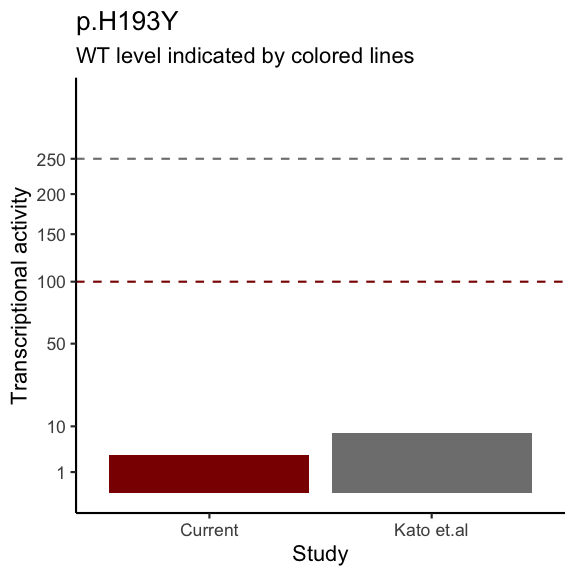 p.H193Y
WT level indicated by colored lines
Transcriptional activity
250
200
150
100
50
10
1
Current
Kato et.al
Study